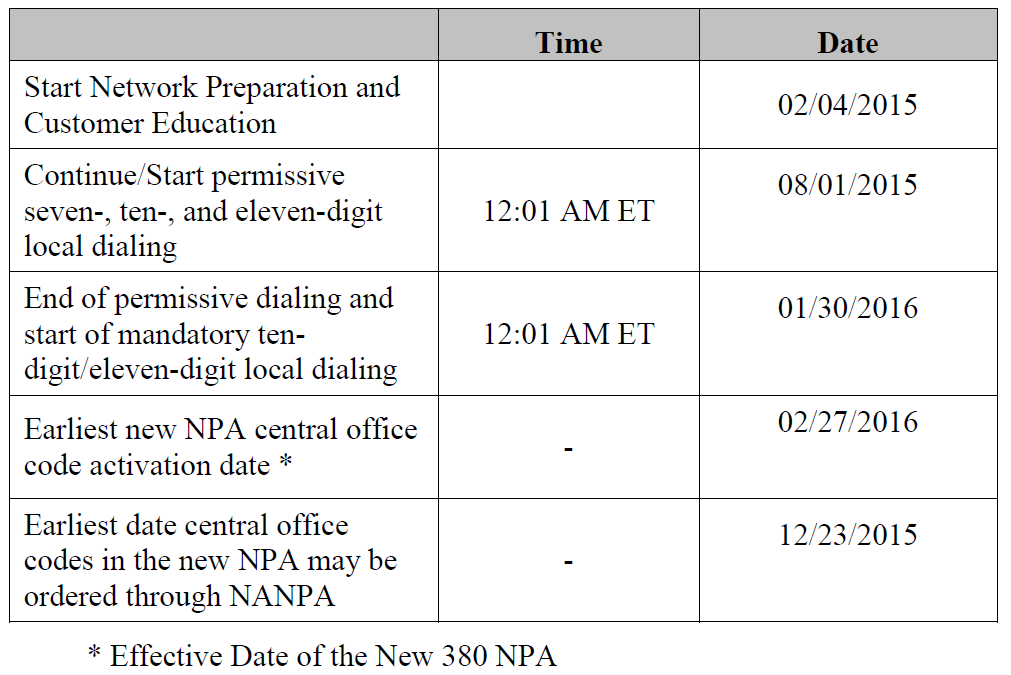 Time Date
Start Network Preparation and
Customer Education
02/04/2015
Continue/Start permissive
seven-, ten-, and eleven-digit
local dialing
12:01 AM ET
08/01/2015
End of permissive dialing and
start of mandatory ten-
digit/eleven-digit local dialing
12:01 AM ET
01/30/2016
Earliest new NPA central office
code activation date *
-
02/27/2016
Earliest date central office
codes in the new NPA may be
ordered through NANPA
-
12/23/2015
* Effective Date of the New 380 NPA